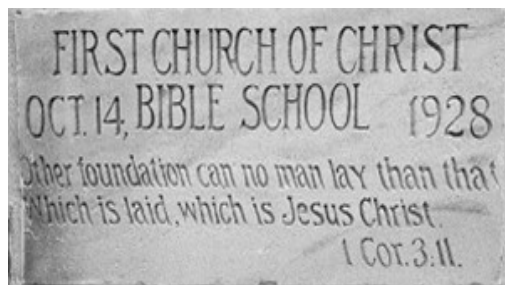 FIRST CHURCH OF CHRIST
OCT. 14, BIBLE SCHOOL 1928
Other foundation can no man lay than that
Which is laid, which is Jesus Christ.
1 Cor. 3:11.